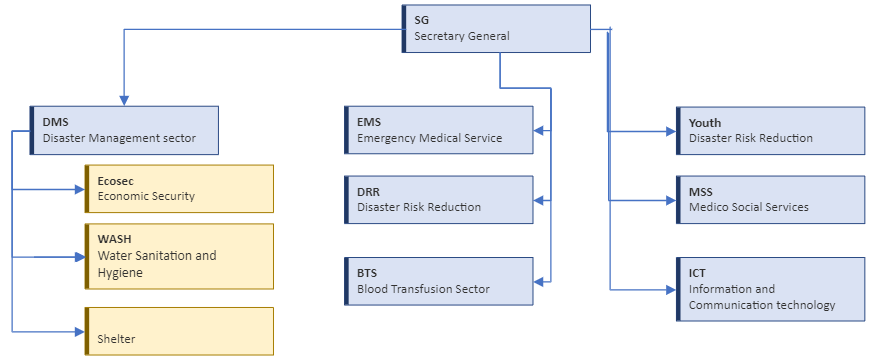 SG
Secretary General
DMS
Disaster Management sector
Ecosec
Economic Security
WASH
Water Sanitation and
Hygiene
Shelter
EMS
Emergency Medical Service
DRR
Disaster Risk Reduction
BTS
Blood Transfusion Sector
Youth
Disaster Risk Reduction
MSS
Medico Social Services
ICT
Information and
Communication technology